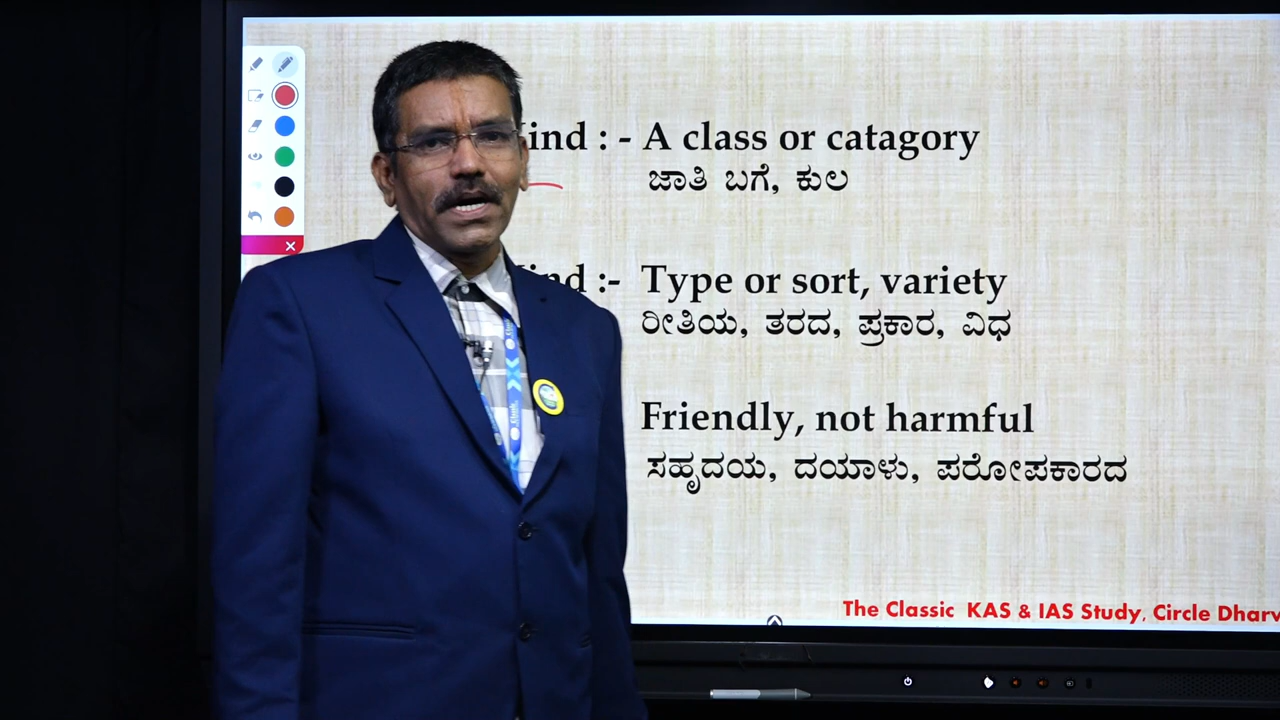 ind : - A class or catagory
ಜಾತಿ ಬಗೆ, ಕುಲ
ind :- Type or sort, variety
ರೀತಿಯ, ತರದ, ಪ್ರಕಾರ, ವಿಧ
Friendly, not harmful
ಸಹೃದಯ, ದಯಾಳು, ಪರೋಪಕಾರದ
The Classic KAS & IAS Study, Circle Dharv